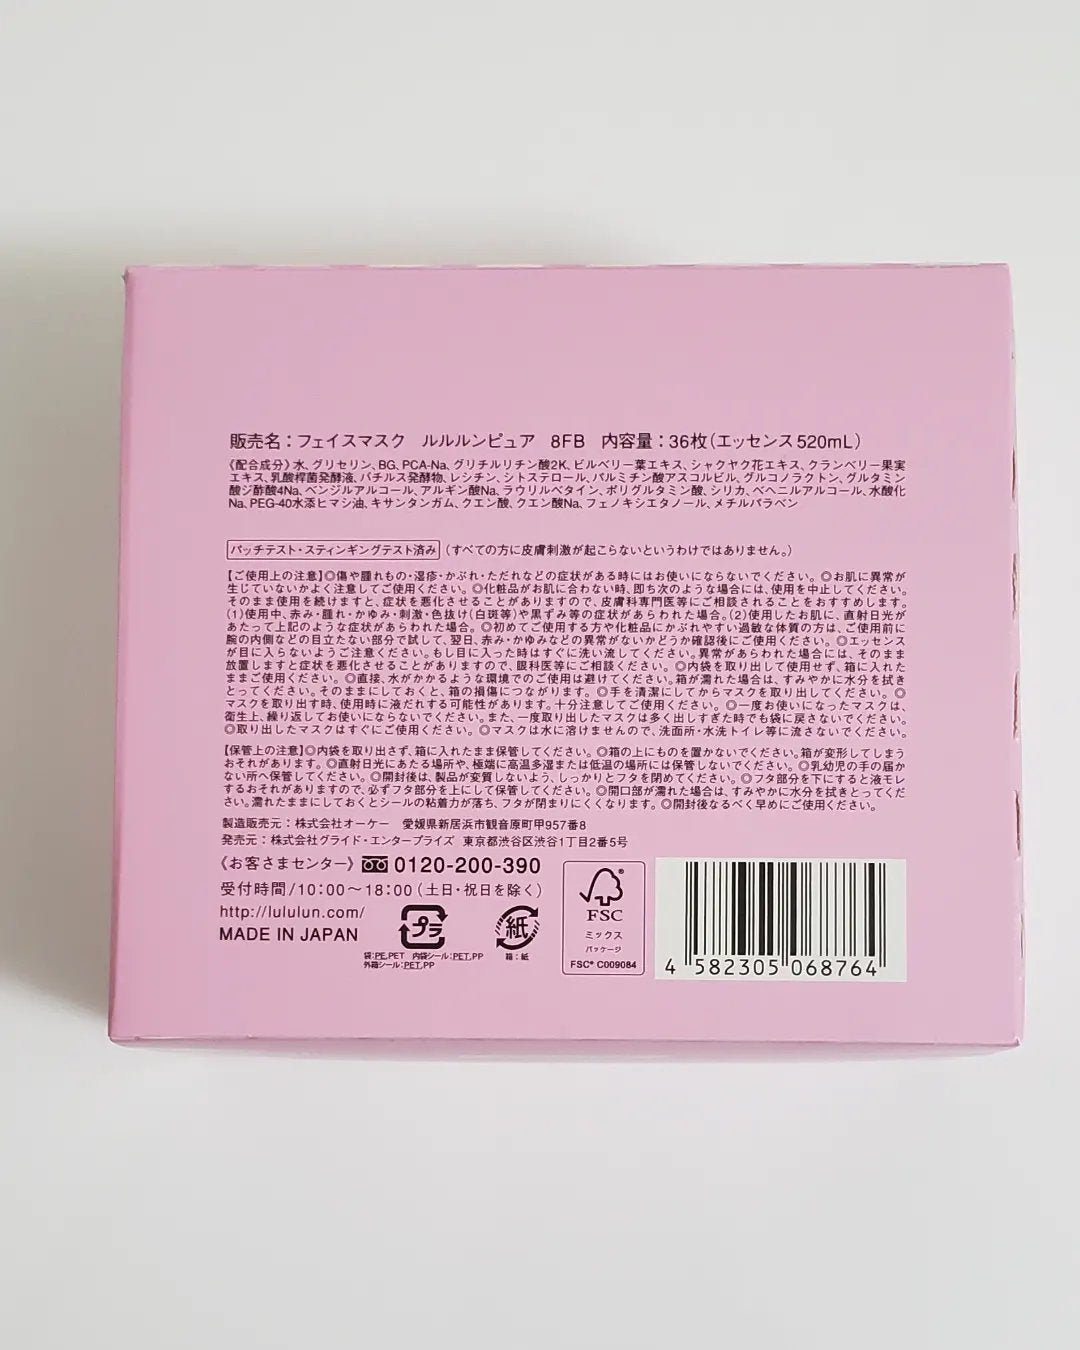 販売名：フェイスマスク　ルルルンピュア　8FB　内容量：36枚（エッセンス520mL）
《配合成分》水、グリセリン、BG、PCA-Na、グリチルリチン酸2K、ビルベリー葉エキス、シャクヤク花エキス、クランベリー果実
エキス、乳酸桿菌発酵液、バチルス発酵物、レシチン、シトステロール、パルミチン酸アスコルビル、グルコノラクトン、グルタミン
酸ジ酢酸4Na、ベンジルアルコール、アルギン酸Na、ラウリルベタイン、ポリグルタミン酸、シリカ、ベヘニルアルコール、水酸化
Na、PEG-40水添ヒマシ油、キサンタンガム、クエン酸、クエン酸Na、フェノキシエタノール、メチルパラベン
パッチテスト・スティンギングテスト済み（すべての方に皮膚刺激が起こらないというわけではありません。）
【ご使用上の注意】◎傷や腫れもの・湿疹・かぶれ・ただれなどの症状がある時にはお使いにならないでください。◎お肌に異常が
生じていないかよく注意してご使用ください。◎化粧品がお肌に合わない時、即ち次のような場合には、使用を中止してください。
そのまま使用を続けますと、症状を悪化させることがありますので、皮膚科専門医等にご相談されることをおすすめします。
（1）使用中、赤み・腫れ・かゆみ・刺激・色抜け（白斑等）や黒ずみ等の症状があらわれた場合。（2）使用したお肌に、直射日光が
あたって上記のような症状があらわれた場合。◎初めてご使用する方や化粧品にかぶれやすい過敏な体質の方は、ご使用前に
腕の内側などの目立たない部分で試して、翌日、赤み・かゆみなどの異常がないかどうか確認後にご使用ください。◎エッセンス
が目に入らないようご注意ください。もし目に入った時はすぐに洗い流してください。異常があらわれた場合には、そのまま
放置しますと症状を悪化させることがありますので、眼科医等にご相談ください。◎内袋を取り出して使用せず、箱に入れた
ままご使用ください。◎直接、水がかかるような環境でのご使用は避けてください。箱が濡れた場合は、すみやかに水分を拭き
とってください。そのままにしておくと、箱の損傷につながります。◎手を清潔にしてからマスクを取り出してください。◎
マスクを取り出す時、使用時に液だれする可能性があります。十分注意してご使用ください。◎一度お使いになったマスクは、
衛生上、繰り返してお使いにならないでください。また、一度取り出したマスクは多く出しすぎた時でも袋に戻さないでください。
◎取り出したマスクはすぐにご使用ください。◎マスクは水に溶けませんので、洗面所・水洗トイレ等に流さないでください。
【保管上の注意】◎内袋を取り出さず、箱に入れたまま保管してください。◎箱の上にものを置かないでください。箱が変形してしまう
おそれがあります。◎直射日光にあたる場所や、極端に高温多湿または低温の場所には保管しないでください。◎乳幼児の手の届か
ない所へ保管してください。◎開封後は、製品が変質しないよう、しっかりとフタを閉めてください。◎フタ部分を下にすると液モレ
するおそれがありますので、必ずフタ部分を上にして保管してください。◎開口部が濡れた場合は、すみやかに水分を拭きとってくだ
さい。濡れたままにしておくとシールの粘着力が落ち、フタが閉まりにくくなります。◎開封後なるべく早めにご使用ください。
製造販売元：株式会社オーケー　愛媛県新居浜市観音原町甲957番8
発売元：株式会社グライド・エンタープライズ　東京都渋谷区渋谷1丁目2番5号
《お客さまセンター》0120-200-390
受付時間/10:00～18:00（土日・祝日を除く）
http://lululun.com/
MADE IN JAPAN
プラ
袋：PE,PET　内袋シール：PET,PP
外箱シール：PET,PP
紙
箱：紙
FSC
ミックス
パッケージ
FSC® C009084
4 582305 068764